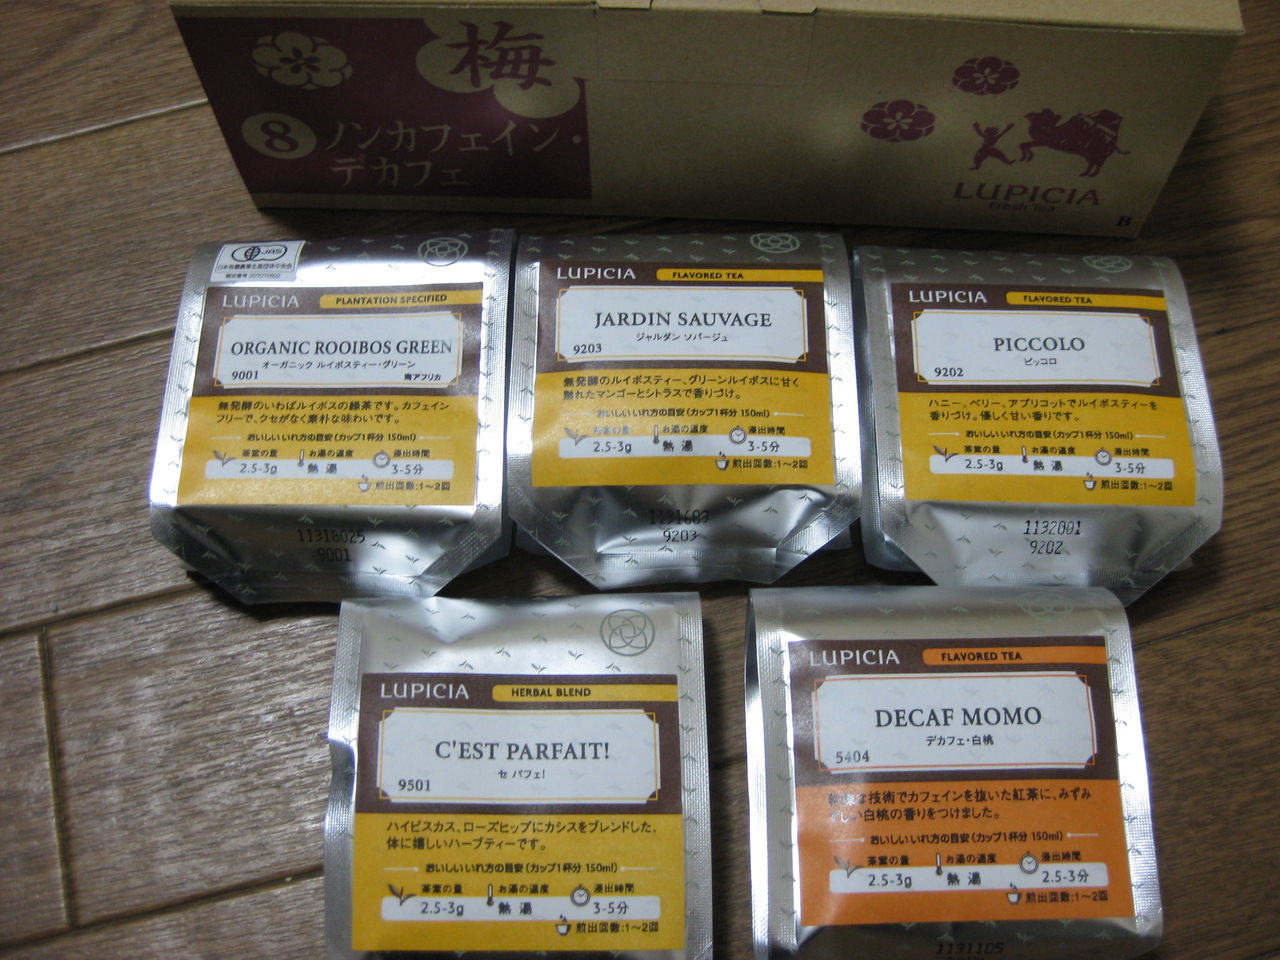 梅
8 ノンカフェイン・
デカフェ
LUPICIA
Fresh Tea
B
JAS
日本有機農業生産団体中央会
LUPICIA PLANTATION SPECIFIED
ORGANIC ROOIBOS GREEN
オーガニック ルイボスティー・グリーン
9001 南アフリカ
無発酵のいわばルイボスの緑茶です。カフェイン
フリーで、クセがなく素朴な味わいです。
おいしいいれ方の目安(カップ1杯分 150ml)
茶葉の量 お湯の温度 浸出時間
2.5-3g 熱湯 3-5分
煎出回数:1〜2回
11318025
9001
LUPICIA FLAVORED TEA
JARDIN SAUVAGE
ジャルダン ソバージュ
9203
無発酵のルイボスティー、グリーンルイボスに甘く
熟れたマンゴーとシトラスで香りづけ。
おいしいいれ方の目安(カップ1杯分 150ml)
茶葉の量 お湯の温度 浸出時間
2.5-3g 熱湯 3-5分
煎出回数:1〜2回
1131603
9203
LUPICIA FLAVORED TEA
PICCOLO
ピッコロ
9202
ハニー、ベリー、アプリコットでルイボスティーを
香りづけ。優しく甘い香りです。
おいしいいれ方の目安(カップ1杯分 150ml)
茶葉の量 お湯の温度 浸出時間
2.5-3g 熱湯 3-5分
煎出回数:1〜2回
1132001
9202
LUPICIA HERBAL BLEND
C'EST PARFAIT!
セ パフェ!
9501
ハイビスカス、ローズヒップにカシスをブレンドした、
体に嬉しいハーブティーです。
おいしいいれ方の目安(カップ1杯分 150ml)
茶葉の量 お湯の温度 浸出時間
2.5-3g 熱湯 3-5分
煎出回数:1〜2回
LUPICIA FLAVORED TEA
DECAF MOMO
デカフェ・白桃
5404
な技術でカフェインを抜いた紅茶に、みずみ
い白桃の香りをつけました。
おいしいいれ方の目安(カップ1杯分 150ml)
茶葉の量 お湯の温度 浸出時間
2.5-3g 熱湯 2.5-3分
煎出回数:1〜2回
1131105